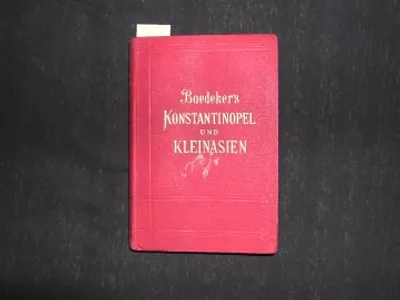 Baedeker's
KONSTANTINOPEL
UND
KLEINASIEN